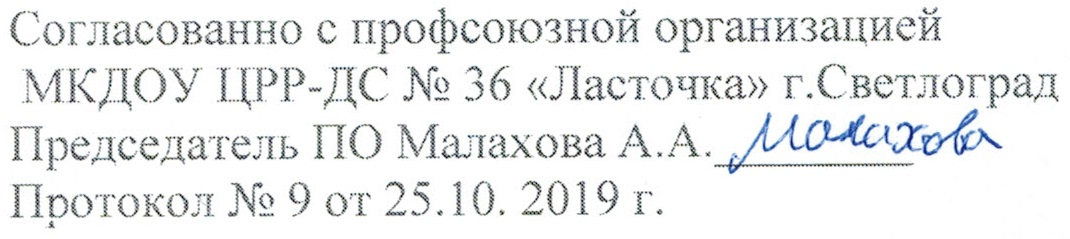 Согласованно с профсоюзной организацией
МКДОУ ЦРР-ДС № 36 «Ласточка» г.Светлоград
Председатель ПО Малахова А.А. Малахова
Протокол № 9 от 25.10. 2019 г.